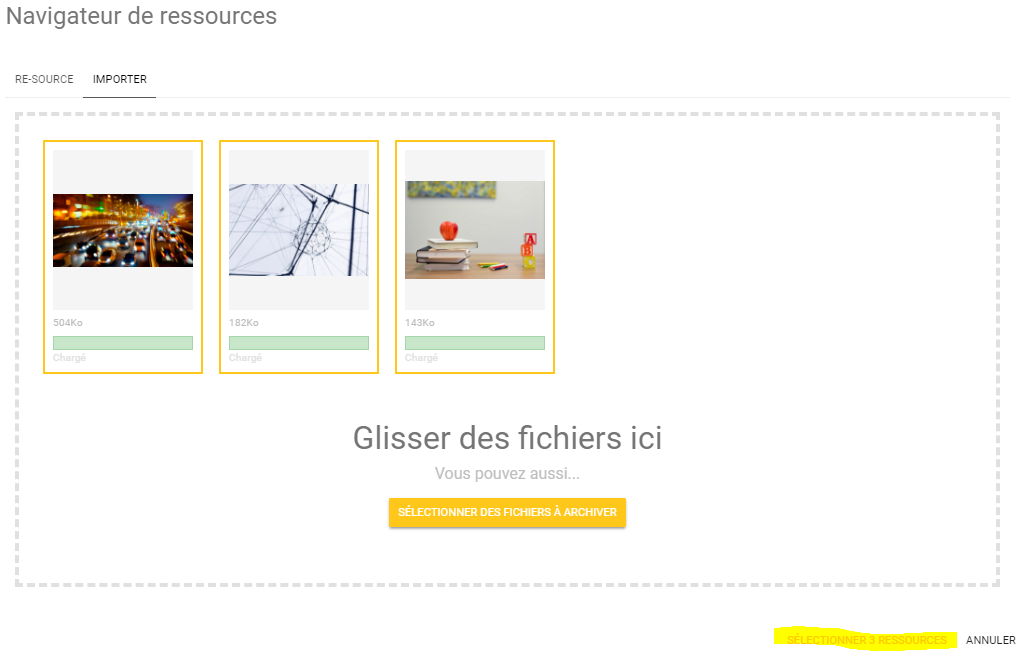 Navigateur de ressources
RE-SOURCE IMPORTER
504Ko 182Ko 143Ko
Chargé Chargé Chargé
Glisser des fichiers ici
Vous pouvez aussi...
SÉLECTIONNER DES FICHIERS À ARCHIVER
SÉLECTIONNER 3 RESSOURCES ANNULER